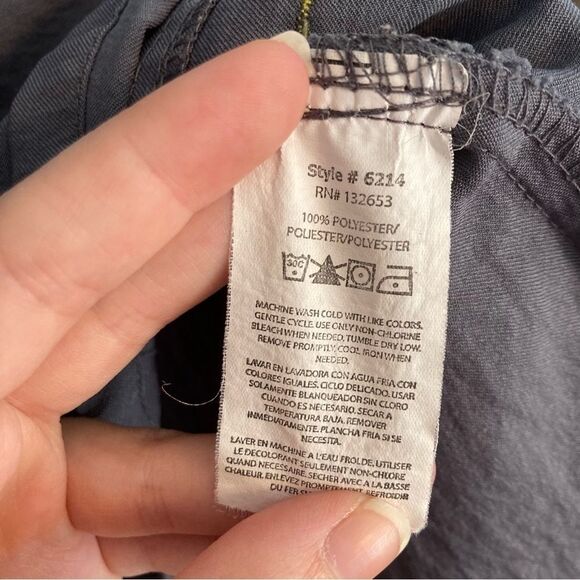 Style # 6214
RN# 132653
100% POLYESTER/
POLIESTER/POLYESTER
30C
MACHINE WASH COLD WITH LIKE COLORS.
GENTLE CYCLE USE ONLY NON-CHLORINE
BLEACH WHEN NEEDED. TUMBLE DRY LOW.
REMOVE PROMPTLY, COOL IRON WHEN
NEEDED.
LAVAR EN LAVADORA CON AGUA FRIA CON
COLORES IGUALES. CICLO DELICADO. USAR
SOLAMENTE BLANQUEADOR SIN CLORO
CUANDO ES NECESARIO. SECAR A
TEMPERATURA BAJA. REMOVER
INMEDIATAMENTE. PLANCHA FRIA SI SE
NECESITA.
LAVER EN MACHINE A L'EAU FROLDE. UTILISER
LE DECOLORANT SEULEMENT NON-CHLORE
QUAND NECESSAIRE. SECHER AVEC A LA BASSE
CHALEUR. ENLEVEZ PROMPTEMENT. REFROIDIR
DU FER